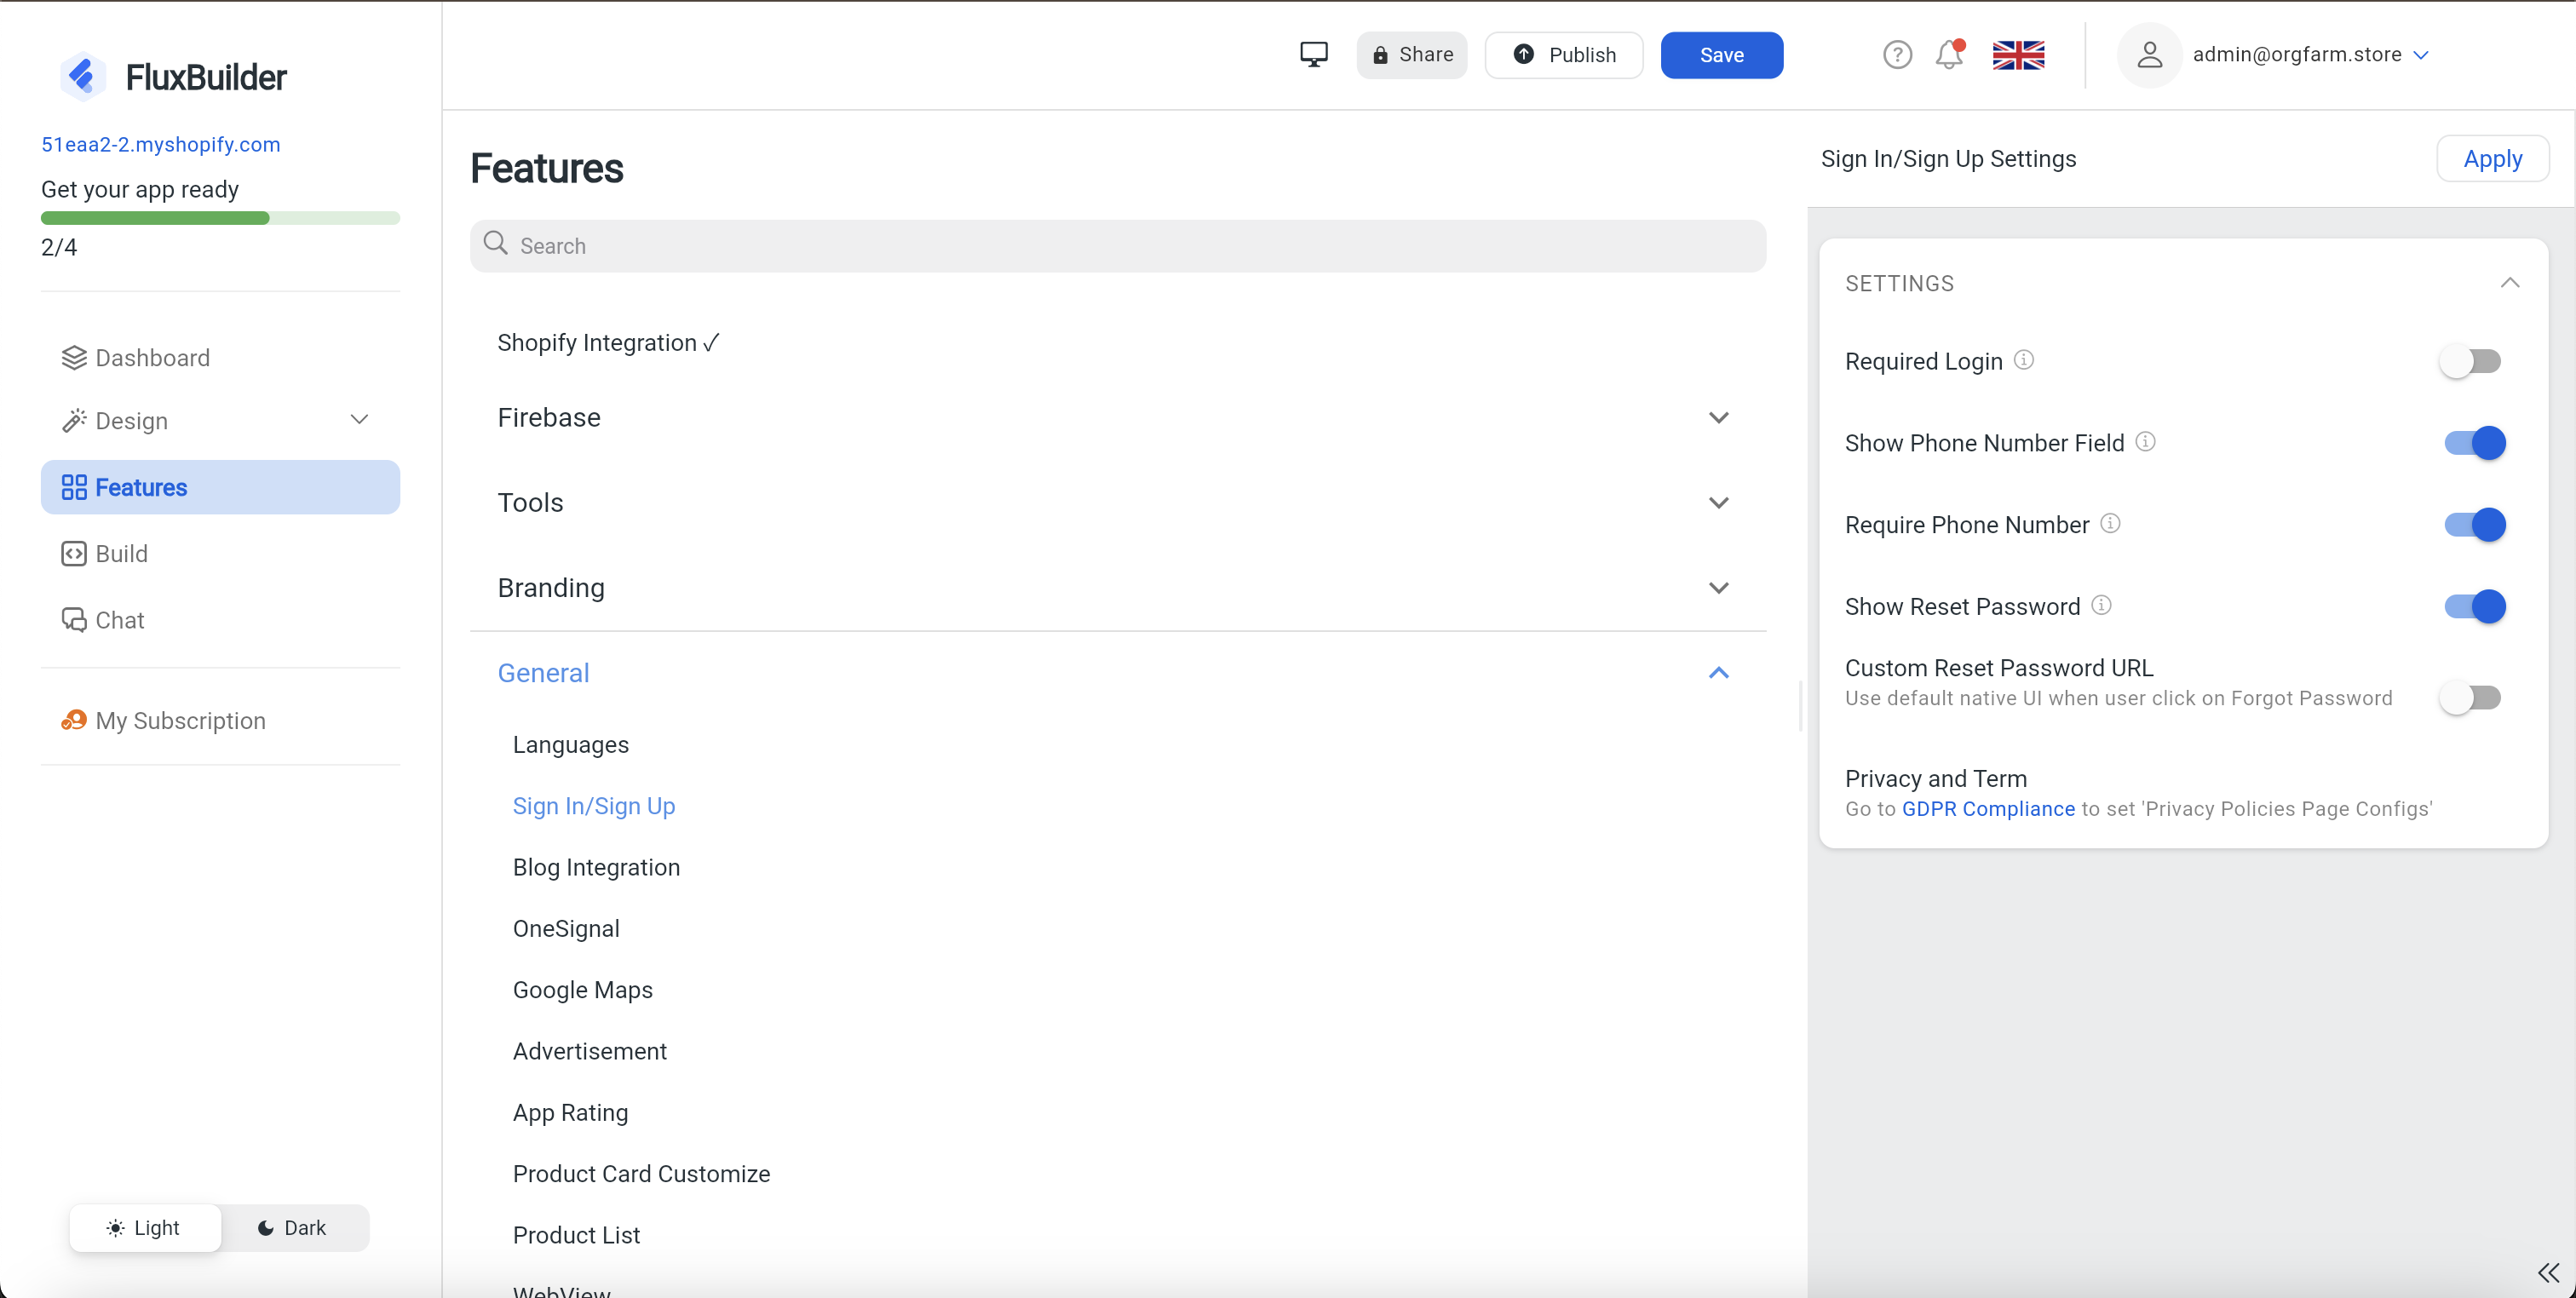 FluxBuilder
51eaa2-2.myshopify.com
Get your app ready
2/4
Dashboard
Design
Features
Build
Chat
My Subscription
Light
Dark
Share
Publish
Save
admin@orgfarm.store
Features
Search
Shopify Integration ✓
Firebase
Tools
Branding
General
Languages
Sign In/Sign Up
Blog Integration
OneSignal
Google Maps
Advertisement
App Rating
Product Card Customize
Product List
WebView
Sign In/Sign Up Settings
Apply
SETTINGS
Required Login
Show Phone Number Field
Require Phone Number
Show Reset Password
Custom Reset Password URL
Use default native UI when user click on Forgot Password
Privacy and Term
Go to GDPR Compliance to set 'Privacy Policies Page Configs'